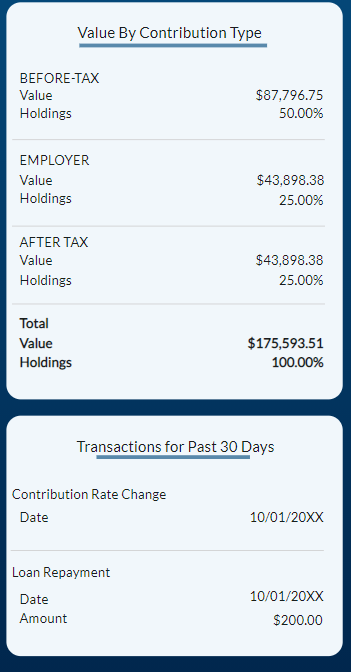 Value By Contribution Type
BEFORE-TAX
Value $87,796.75
Holdings 50.00%
EMPLOYER
Value $43,898.38
Holdings 25.00%
AFTER TAX
Value $43,898.38
Holdings 25.00%
Total
Value $175,593.51
Holdings 100.00%
Transactions for Past 30 Days
Contribution Rate Change
Date 10/01/20XX
Loan Repayment
Date 10/01/20XX
Amount $200.00